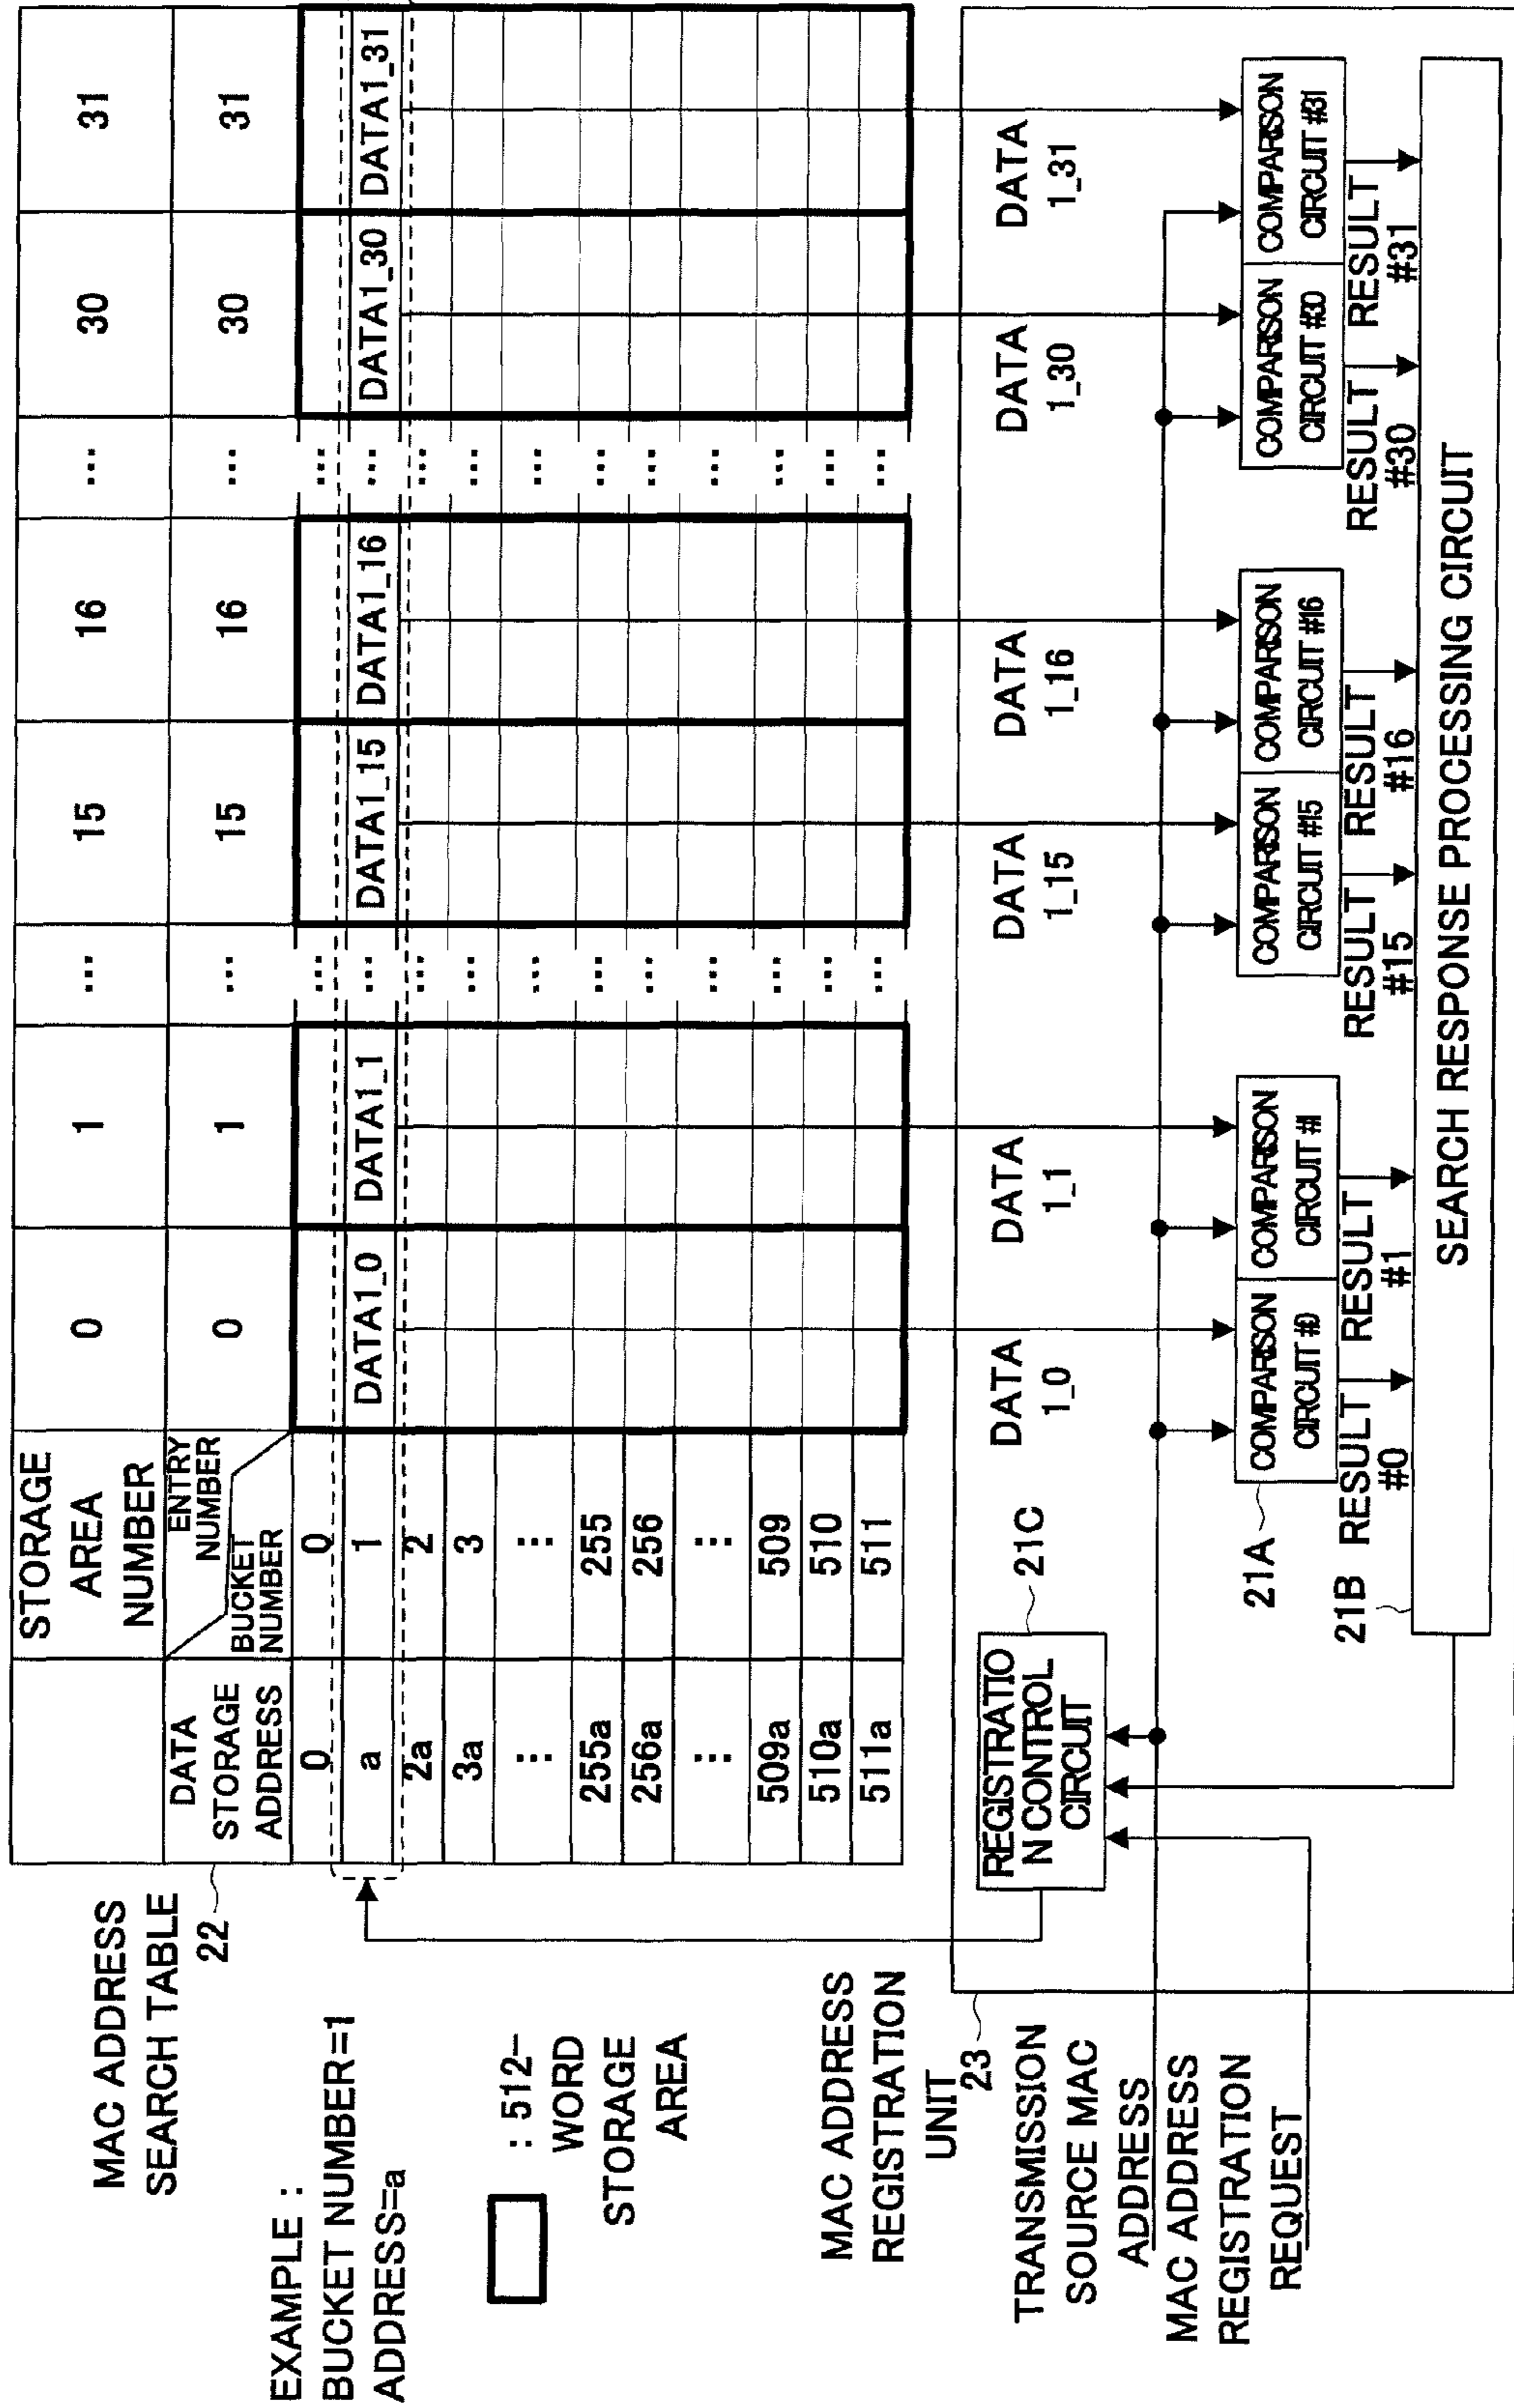 MAC ADDRESS
SEARCH TABLE
22
EXAMPLE :
BUCKET NUMBER=1
ADDRESS=a
: 512-
WORD
STORAGE
AREA
STORAGE
AREA
NUMBER
0
1
...
15
16
...
30
31
DATA
STORAGE
ADDRESS
ENTRY
NUMBER
BUCKET
NUMBER
0
1
...
15
16
...
30
31
0
0
...
...
a
1
DATA1_0
DATA1_1
...
DATA1_15
DATA1_16
...
DATA1_30
DATA1_31
2a
2
...
...
3a
3
...
...
...
...
...
...
255a
255
...
...
256a
256
...
...
...
...
...
...
509a
509
...
...
510a
510
...
...
511a
511
...
...
MAC ADDRESS
REGISTRATION
UNIT
23
TRANSMISSION
SOURCE MAC
ADDRESS
MAC ADDRESS
REGISTRATION
REQUEST
REGISTRATIO
N CONTROL
CIRCUIT
21C
DATA
1_0
DATA
1_1
DATA
1_15
DATA
1_16
DATA
1_30
DATA
1_31
21A
COMPARISON
CIRCUIT #0
COMPARISON
CIRCUIT #1
COMPARISON
CIRCUIT #15
COMPARISON
CIRCUIT #16
COMPARISON
CIRCUIT #30
COMPARISON
CIRCUIT #31
21B
RESULT
#0
RESULT
#1
RESULT
#15
RESULT
#16
RESULT
#30
RESULT
#31
SEARCH RESPONSE PROCESSING CIRCUIT